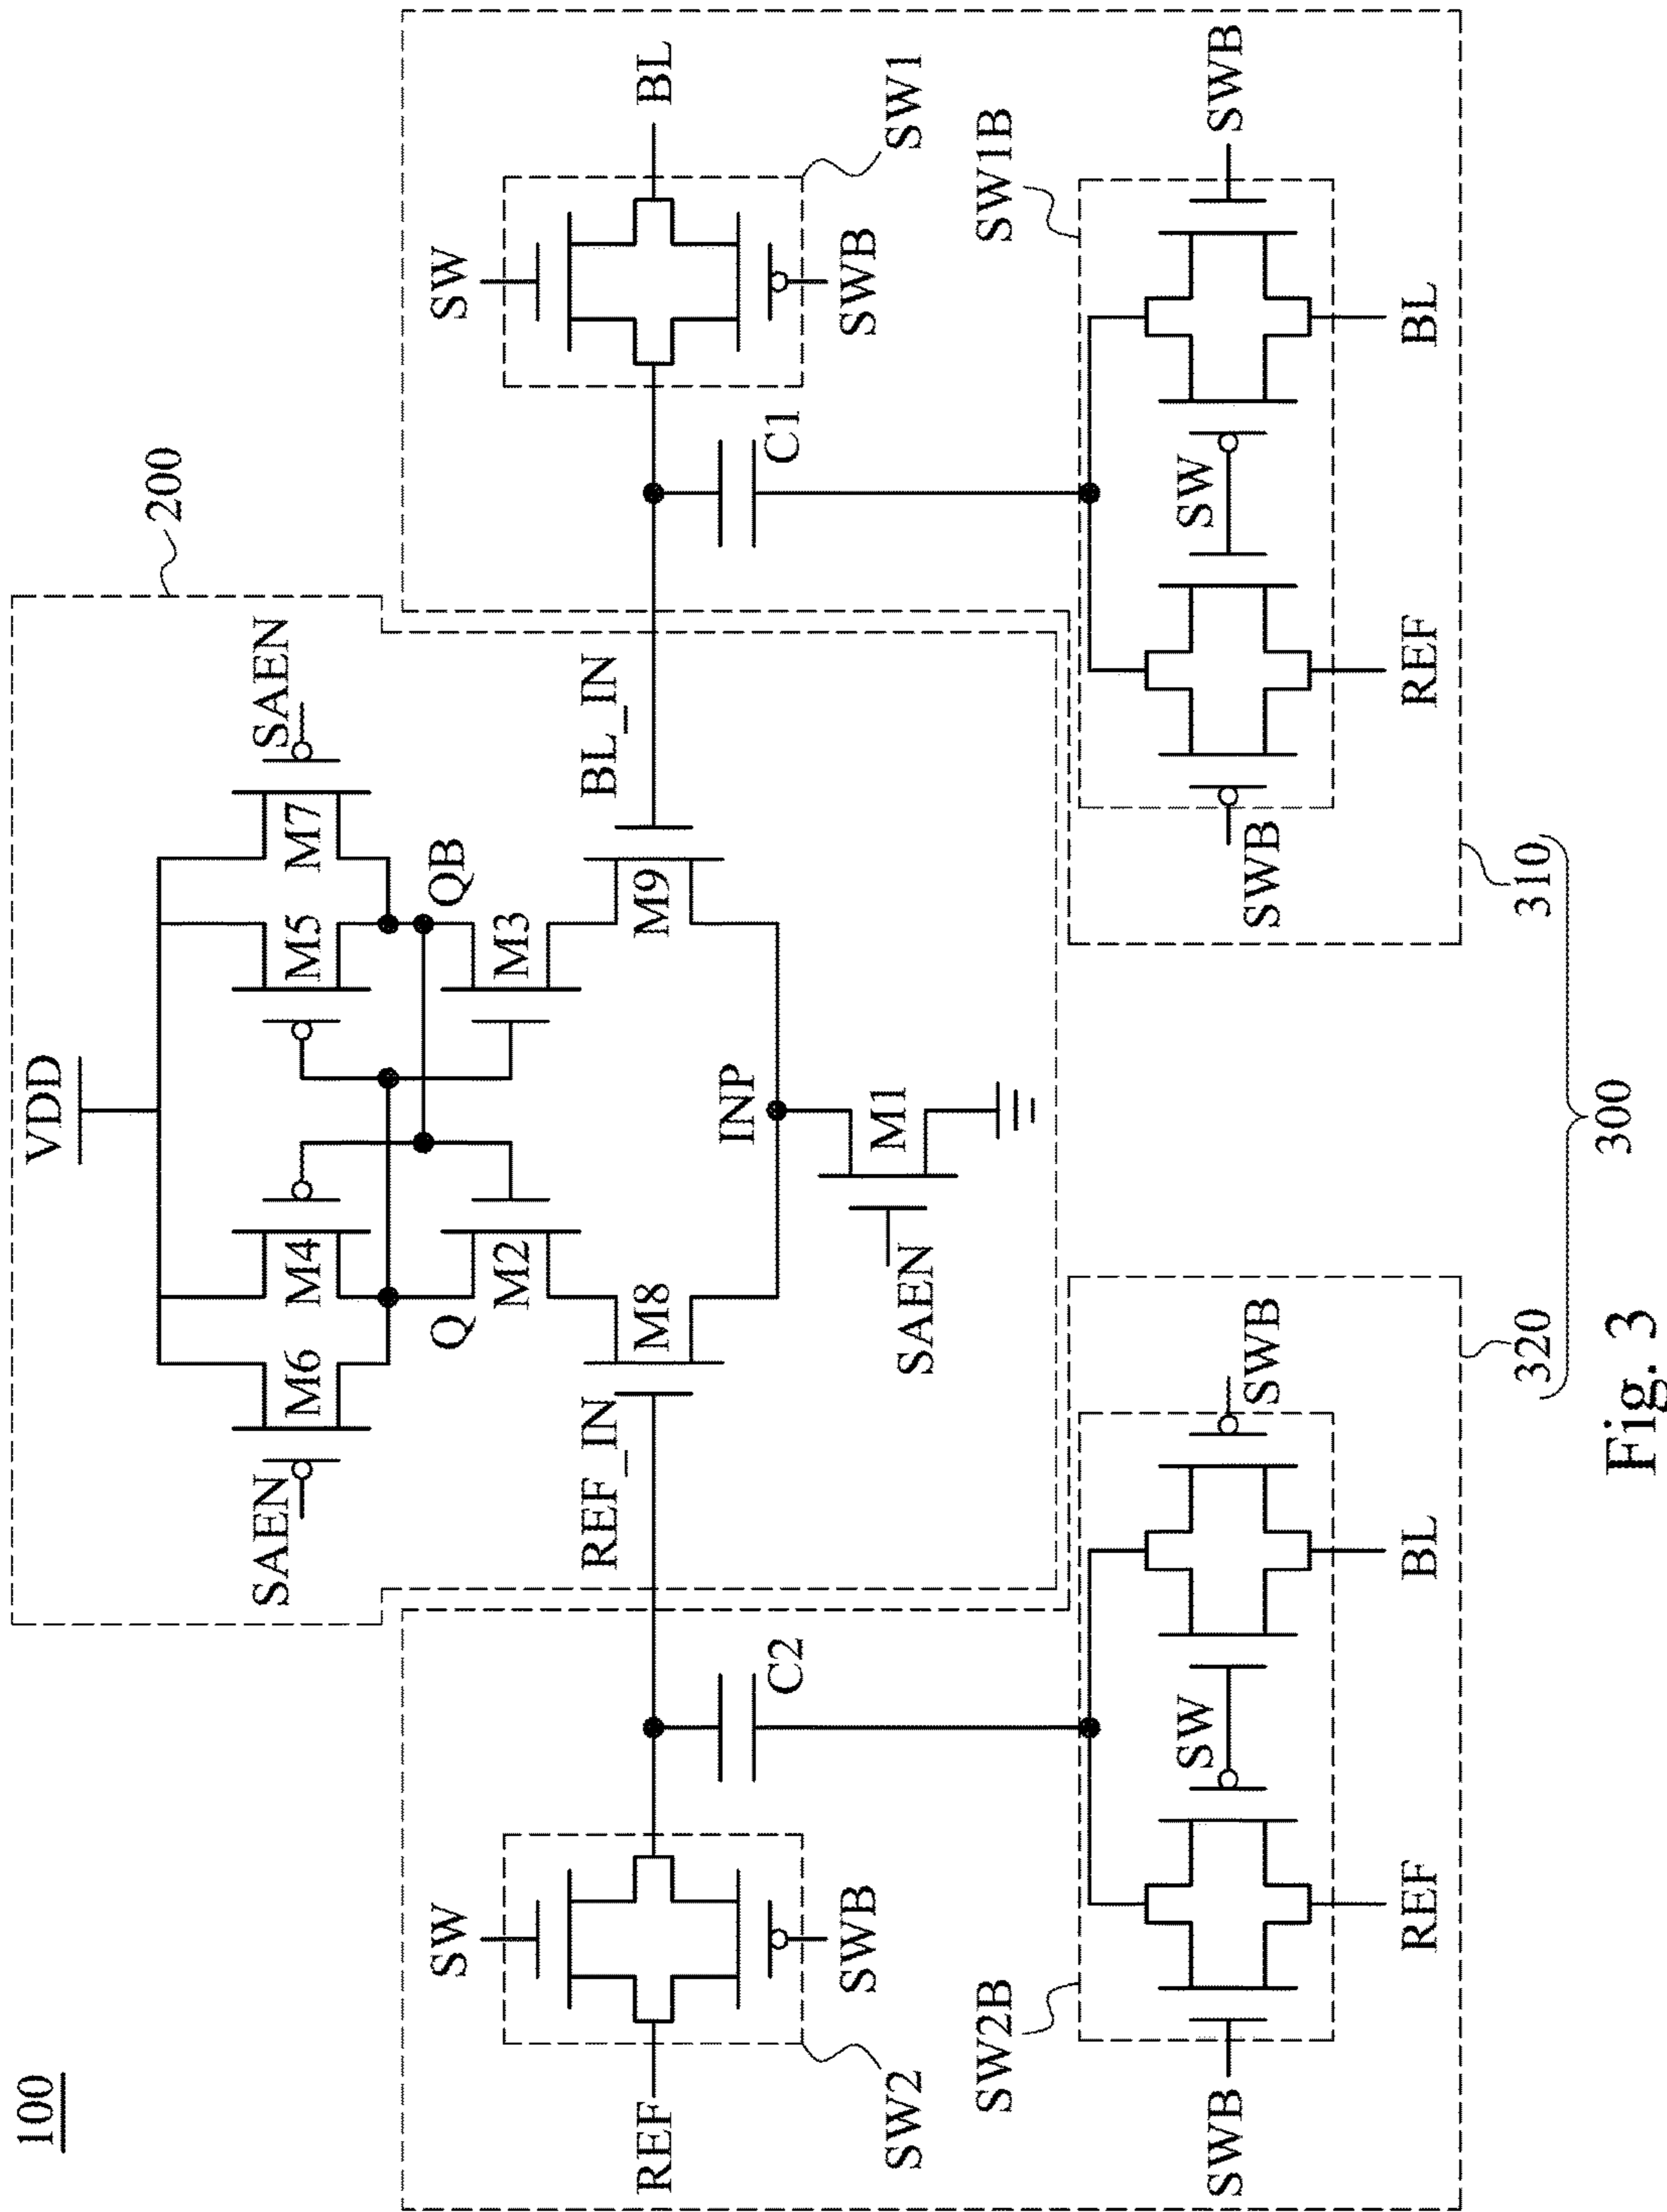 100
200
VDD
SAEN
M6
M4
M5
M7
SAEN
Q
QB
M2
M3
REF_IN
M8
M9
BL_IN
INP
SAEN
M1
SW
REF
SWB
SW2
C2
SW2B
SWB
SW
SWB
REF
BL
320
SW
BL
SWB
SW1
C1
SW1B
SWB
SW
SWB
REF
BL
310
300
Fig. 3